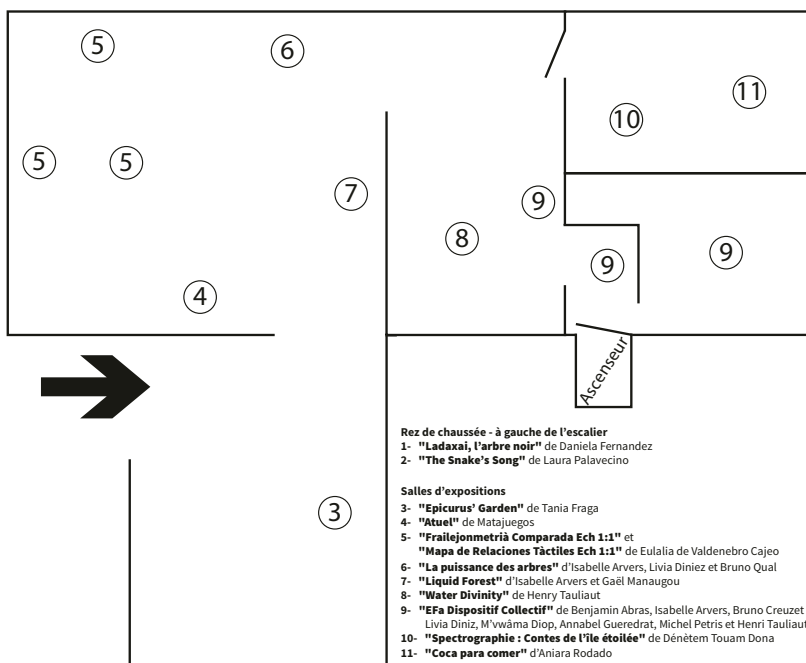 5
6
11
10
5
5
7
9
8
9
9
4
Ascenseur
3
Rez de chaussée - à gauche de l'escalier
1- "Ladaxai, l'arbre noir" de Daniela Fernandez
2- "The Snake's Song" de Laura Palavecino
Salles d'expositions
3- "Epicurus' Garden" de Tania Fraga
4- "Atuel" de Matajuegos
5- "Frailejonmetrià Comparada Ech 1:1" et
"Mapa de Relaciones Tàctiles Ech 1:1" de Eulalia de Valdenebro Cajeo
6- "La puissance des arbres" d'Isabelle Arvers, Livia Diniez et Bruno Qual
7- "Liquid Forest" d'Isabelle Arvers et Gaël Manaugou
8- "Water Divinity" de Henry Tauliaut
9- "EFa Dispositif Collectif" de Benjamin Abras, Isabelle Arvers, Bruno Creuzet
Livia Diniz, M'vwâma Diop, Annabel Gueredrat, Michel Petris et Henri Tauliaut
10- "Spectrographie : Contes de l'île étoilée" de Dénètem Touam Dona
11- "Coca para comer" d'Aniara Rodado